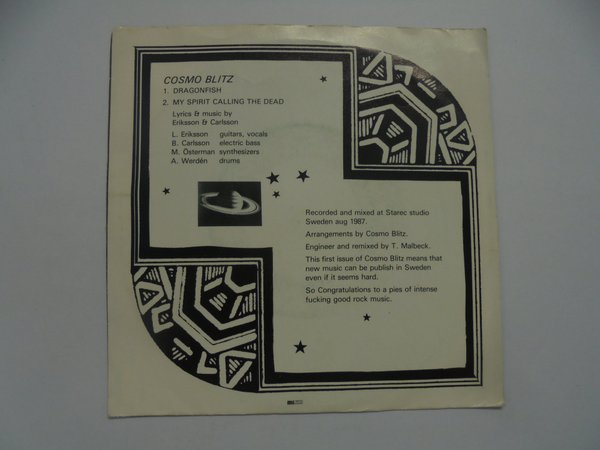 COSMO BLITZ
1. DRAGONFISH
2. MY SPIRIT CALLING THE DEAD
Lyrics & music by
Eriksson & Carlsson
L. Eriksson guitars, vocals
B. Carlsson electric bass
M. Österman synthesizers
A. Werdén drums
Recorded and mixed at Starec studio
Sweden aug 1987.
Arrangements by Cosmo Blitz.
Engineer and remixed by T. Malbeck.
This first issue of Cosmo Blitz means that
new music can be publish in Sweden
even if it seems hard.
So Congratulations to a pies of intense
fucking good rock music.